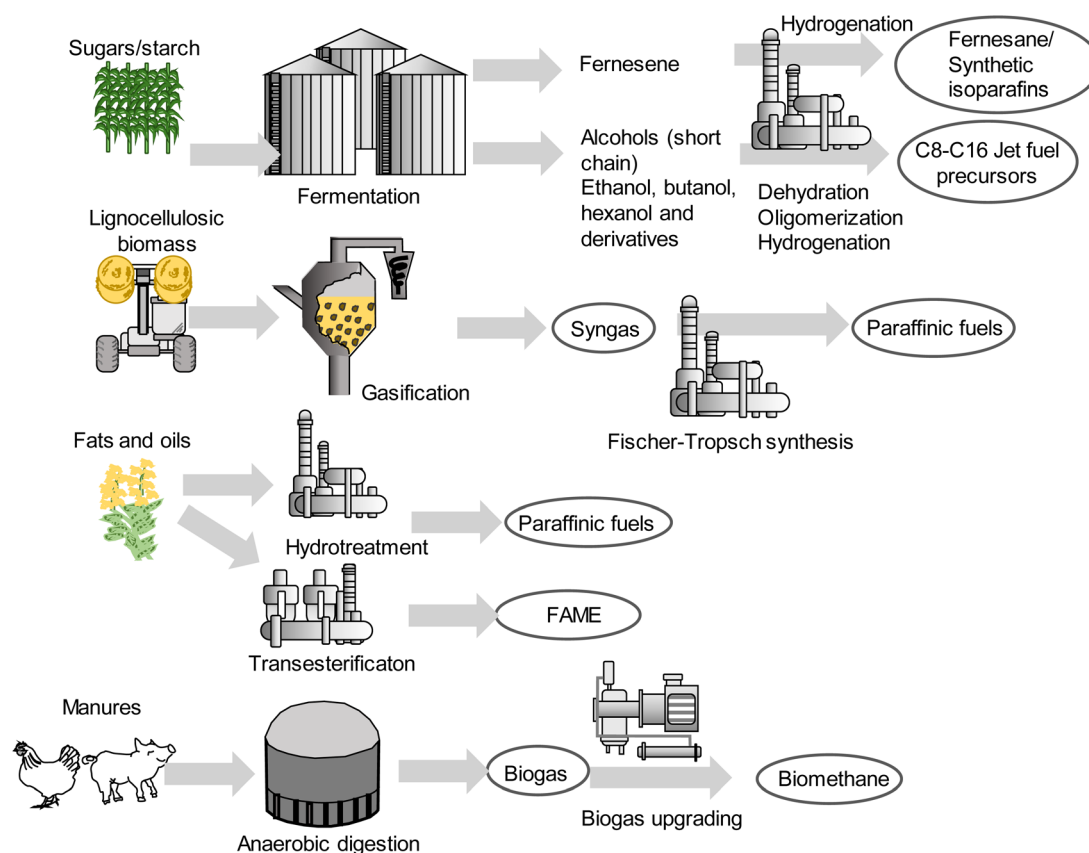 Sugars/starch
Fermentation
Fernesene
Hydrogenation
Fernesane/
Synthetic
isoparafins
Alcohols (short
chain)
Ethanol, butanol,
hexanol and
derivatives
Dehydration
Oligomerization
Hydrogenation
C8-C16 Jet fuel
precursors
Lignocellulosic
biomass
Gasification
Syngas
Fischer-Tropsch synthesis
Paraffinic fuels
Fats and oils
Hydrotreatment
Paraffinic fuels
Transesterificaton
FAME
Manures
Anaerobic digestion
Biogas
Biogas upgrading
Biomethane